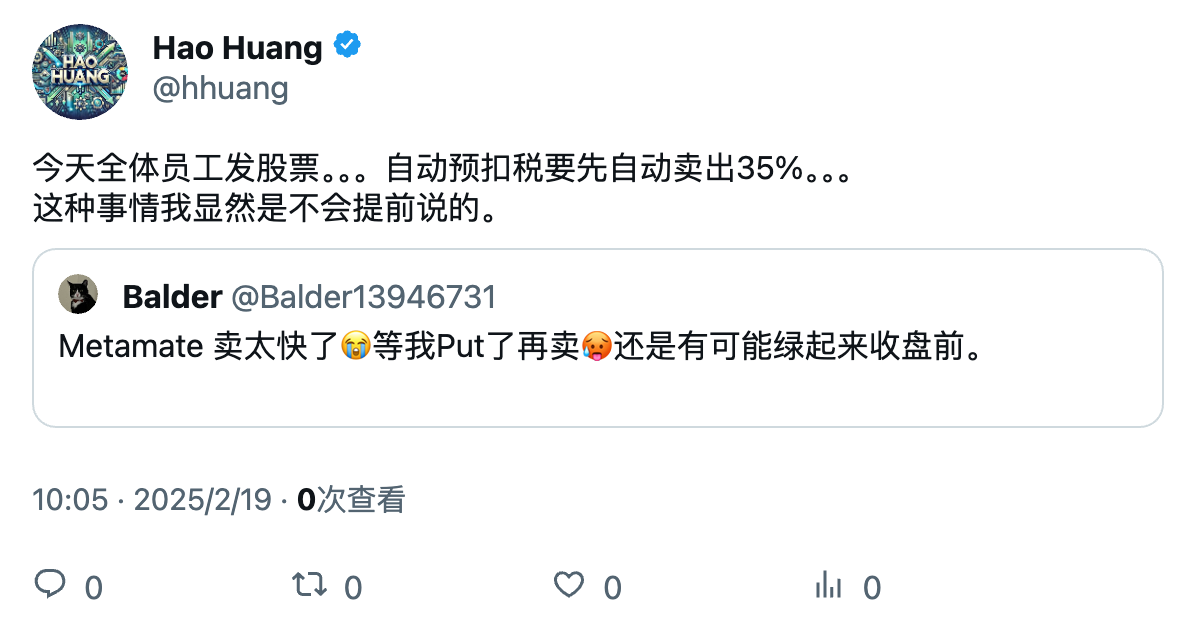 HAO
HUANG
Hao Huang
@hhuang
今天全体员工发股票。。。自动预扣税要先自动卖出35%。。。
这种事情我显然是不会提前说的。
Balder @Balder13946731
Metamate 卖太快了😭等我Put了再卖🥵还是有可能绿起来收盘前。
10:05 · 2025/2/19 · 0次查看
0 0 0 0